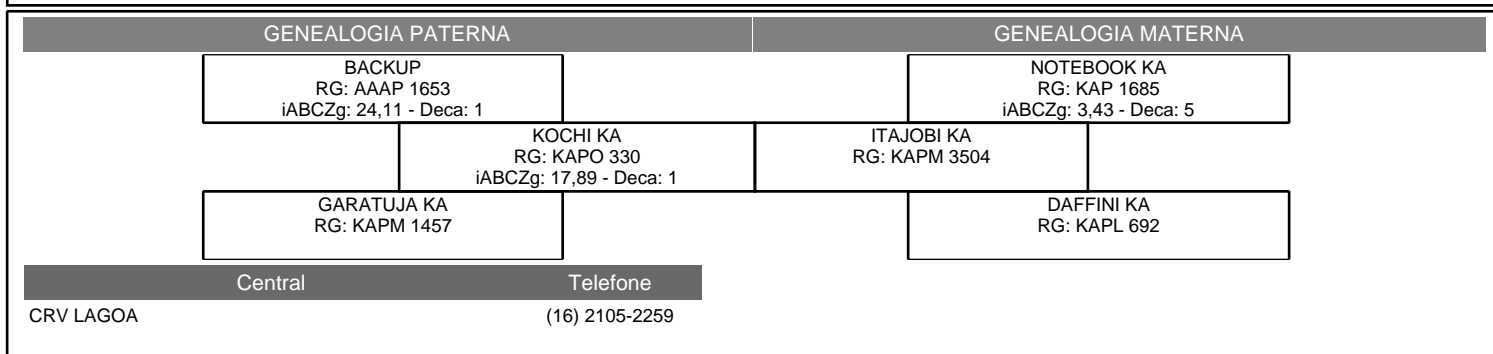 GENEALOGIA PATERNA
GENEALOGIA MATERNA
BACKUP
RG: AAAP 1653
iABCZg: 24,11 - Deca: 1
NOTEBOOK KA
RG: KAP 1685
iABCZg: 3,43 - Deca: 5
KOCHI KA
RG: KAPO 330
iABCZg: 17,89 - Deca: 1
ITAJOBI KA
RG: KAPM 3504
GARATUJA KA
RG: KAPM 1457
DAFFINI KA
RG: KAPL 692
Central Telefone
CRV LAGOA (16) 2105-2259